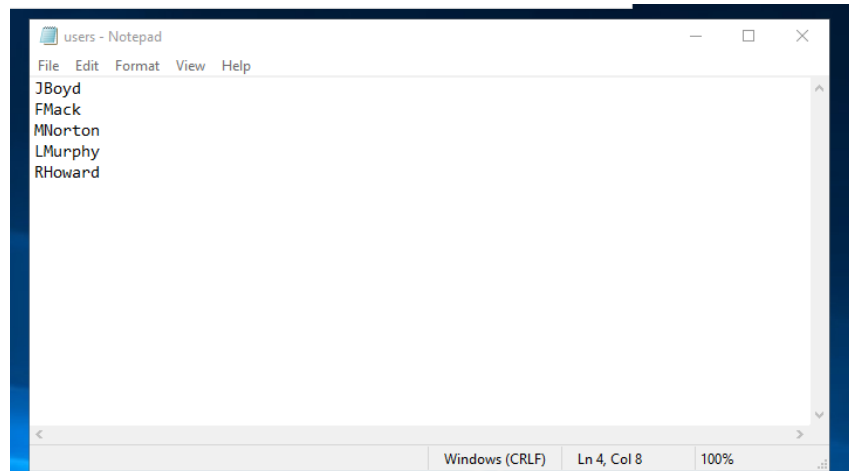 users - Notepad
File Edit Format View Help
JBoyd
FMack
MNorton
LMurphy
RHoward
Windows (CRLF) Ln 4, Col 8 100%